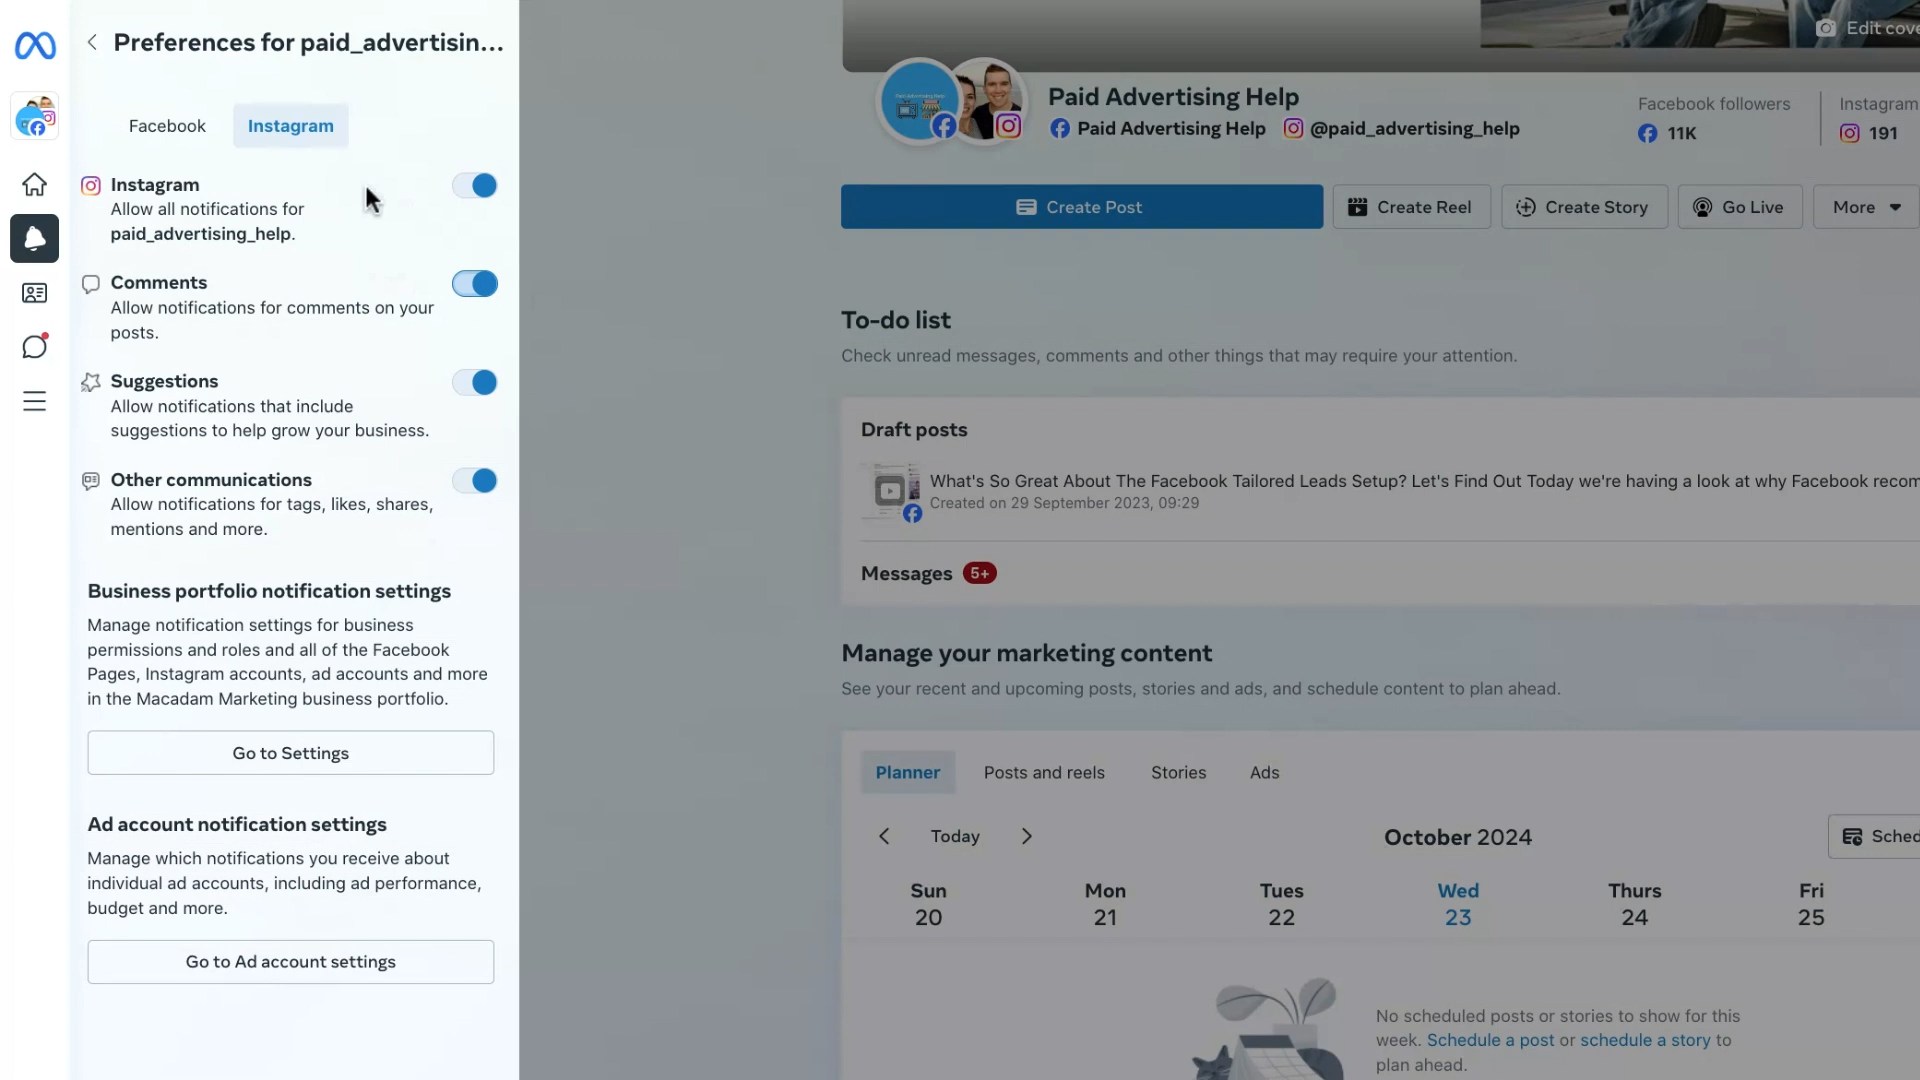 Preferences for paid_advertisin...
Facebook
Instagram
Instagram
Allow all notifications for
paid_advertising_help.
Comments
Allow notifications for comments on your
posts.
Suggestions
Allow notifications that include
suggestions to help grow your business.
Other communications
Allow notifications for tags, likes, shares,
mentions and more.
Business portfolio notification settings
Manage notification settings for business
permissions and roles and all of the Facebook
Pages, Instagram accounts, ad accounts and more
in the Macadam Marketing business portfolio.
Go to Settings
Ad account notification settings
Manage which notifications you receive about
individual ad accounts, including ad performance,
budget and more.
Go to Ad account settings
Edit cove
Paid Advertising Help
Paid Advertising Help @paid_advertising_help
Facebook followers
11K
Instagram
191
Create Post
Create Reel
Create Story
Go Live
More
To-do list
Check unread messages, comments and other things that may require your attention.
Draft posts
What's So Great About The Facebook Tailored Leads Setup? Let's Find Out Today we're having a look at why Facebook recom
Created on 29 September 2023, 09:29
Messages 5+
Manage your marketing content
See your recent and upcoming posts, stories and ads, and schedule content to plan ahead.
Planner
Posts and reels
Stories
Ads
Today
October 2024
Sched
Sun Mon Tues Wed Thurs Fri
20 21 22 23 24 25
No scheduled posts or stories to show for this
week. Schedule a post or schedule a story to
plan ahead.